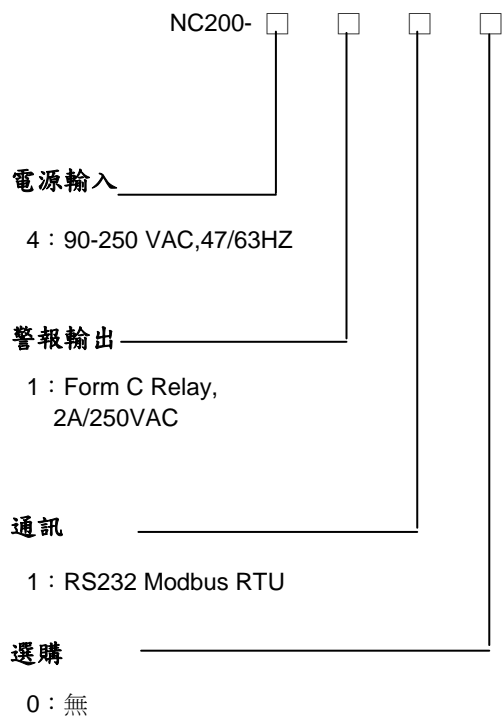 NC200- □ □ □ □
電源輸入
4：90-250 VAC,47/63HZ
警報輸出
1：Form C Relay,
2A/250VAC
通訊
1：RS232 Modbus RTU
選購
0：無